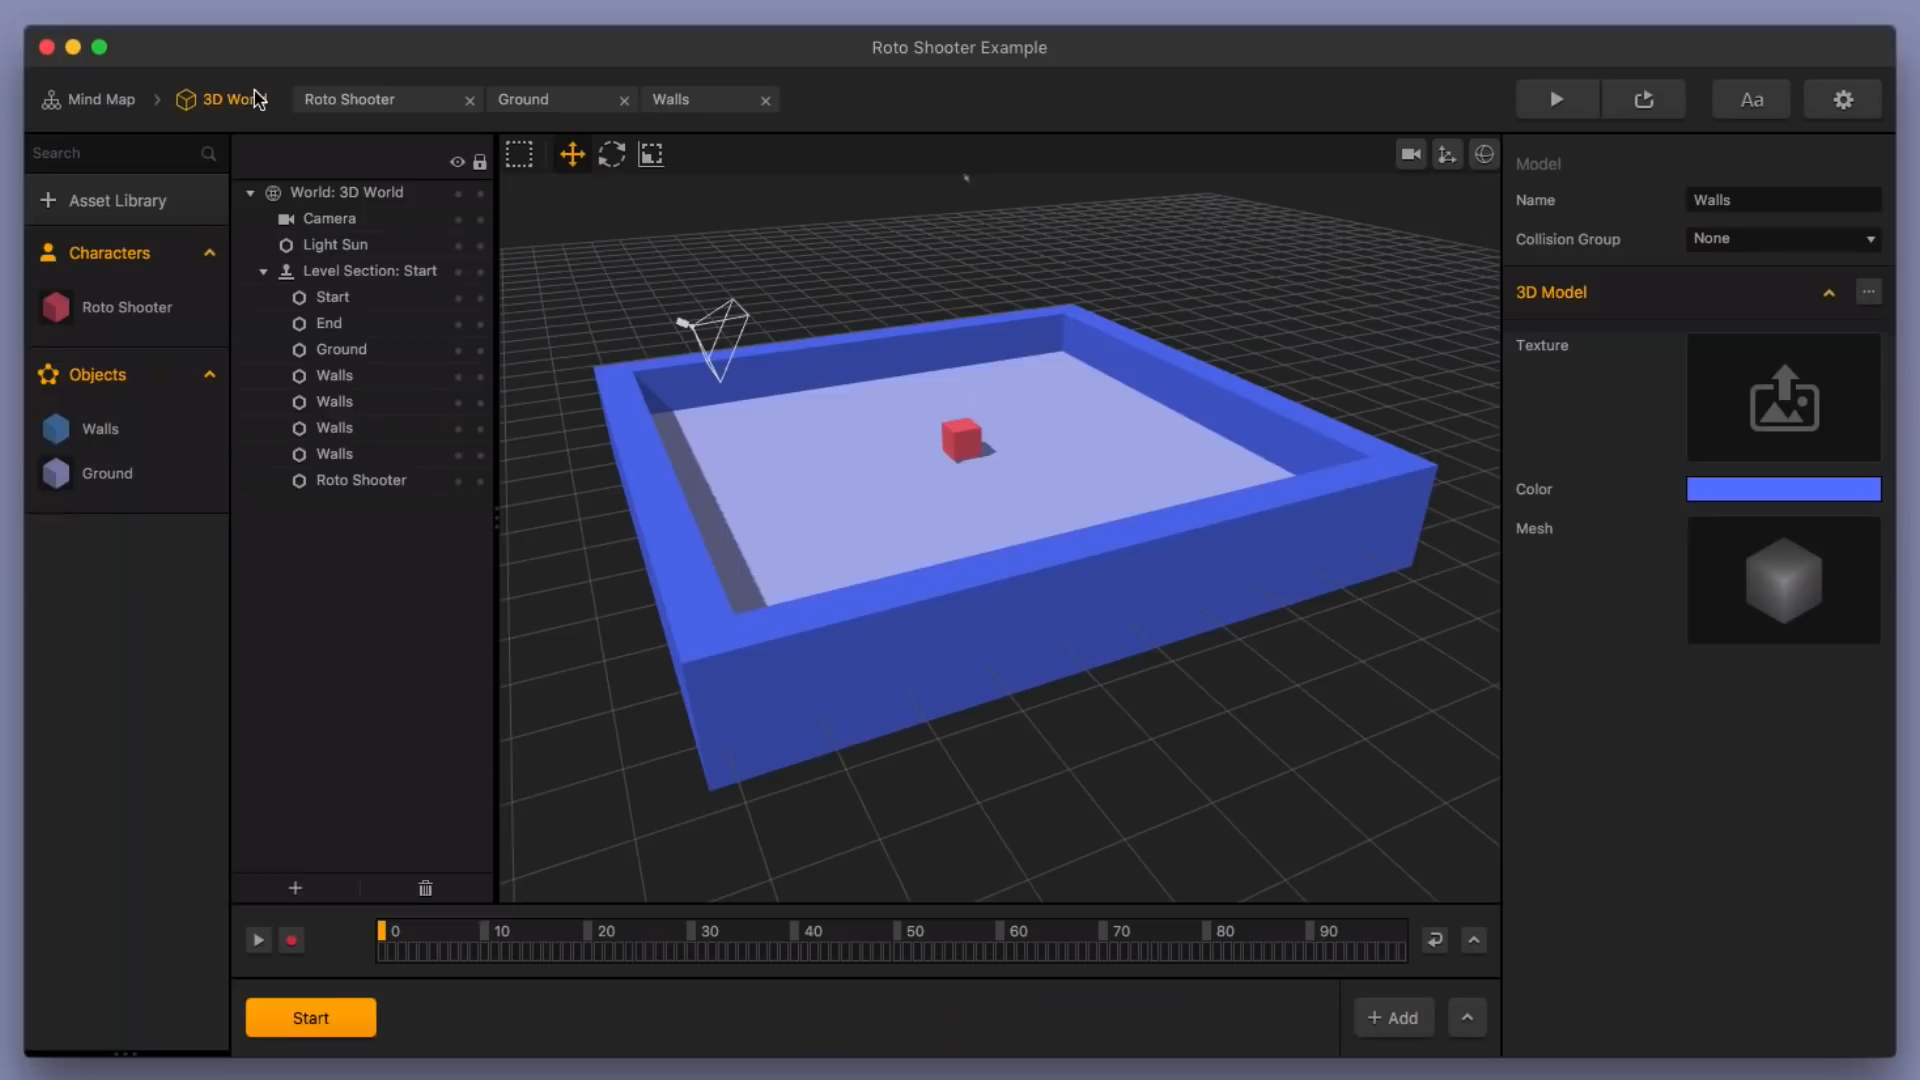 Roto Shooter Example
Mind Map
3D World
Roto Shooter
Ground
Walls
Aa
Search
Asset Library
Characters
Roto Shooter
Objects
Walls
Ground
World: 3D World
Camera
Light Sun
Level Section: Start
Start
End
Ground
Walls
Walls
Walls
Walls
Roto Shooter
Model
Name
Walls
Collision Group
None
3D Model
Texture
Color
Mesh
0 10 20 30 40 50 60 70 80 90
Start
+ Add